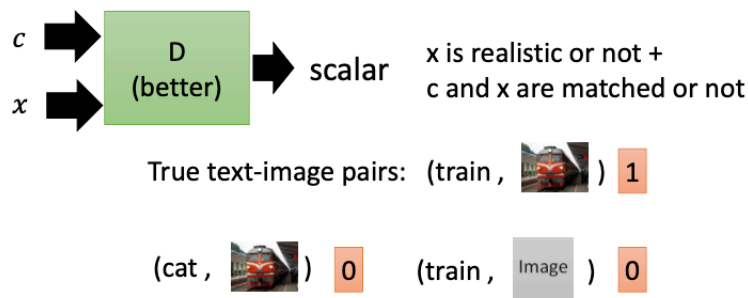 c
x
D
(better)
scalar
x is realistic or not +
c and x are matched or not
True text-image pairs: (train , ) 1
(cat , ) 0 (train , Image ) 0